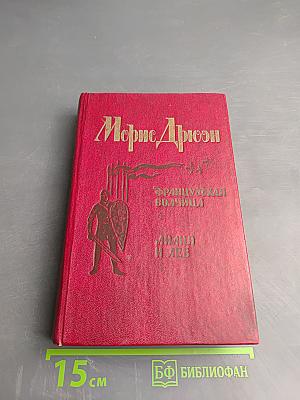 Морис Дрюон
ФРАНЦУЗСКАЯ
ВОЛЧИЦА
ЛИЛИЯ
И ЛЕВ
15 см
БФ БИБЛИОФАН